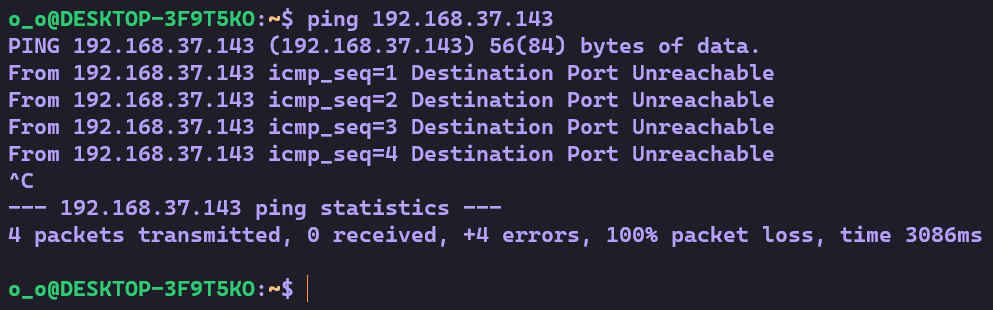 o_o@DESKTOP-3F9T5KO:~$ ping 192.168.37.143
PING 192.168.37.143 (192.168.37.143) 56(84) bytes of data.
From 192.168.37.143 icmp_seq=1 Destination Port Unreachable
From 192.168.37.143 icmp_seq=2 Destination Port Unreachable
From 192.168.37.143 icmp_seq=3 Destination Port Unreachable
From 192.168.37.143 icmp_seq=4 Destination Port Unreachable
^C
--- 192.168.37.143 ping statistics ---
4 packets transmitted, 0 received, +4 errors, 100% packet loss, time 3086ms
o_o@DESKTOP-3F9T5KO:~$